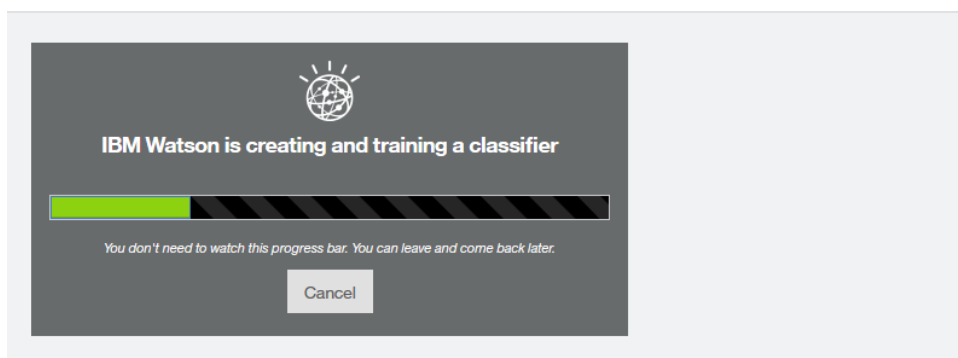 IBM Watson is creating and training a classifier
You don't need to watch this progress bar. You can leave and come back later.
Cancel